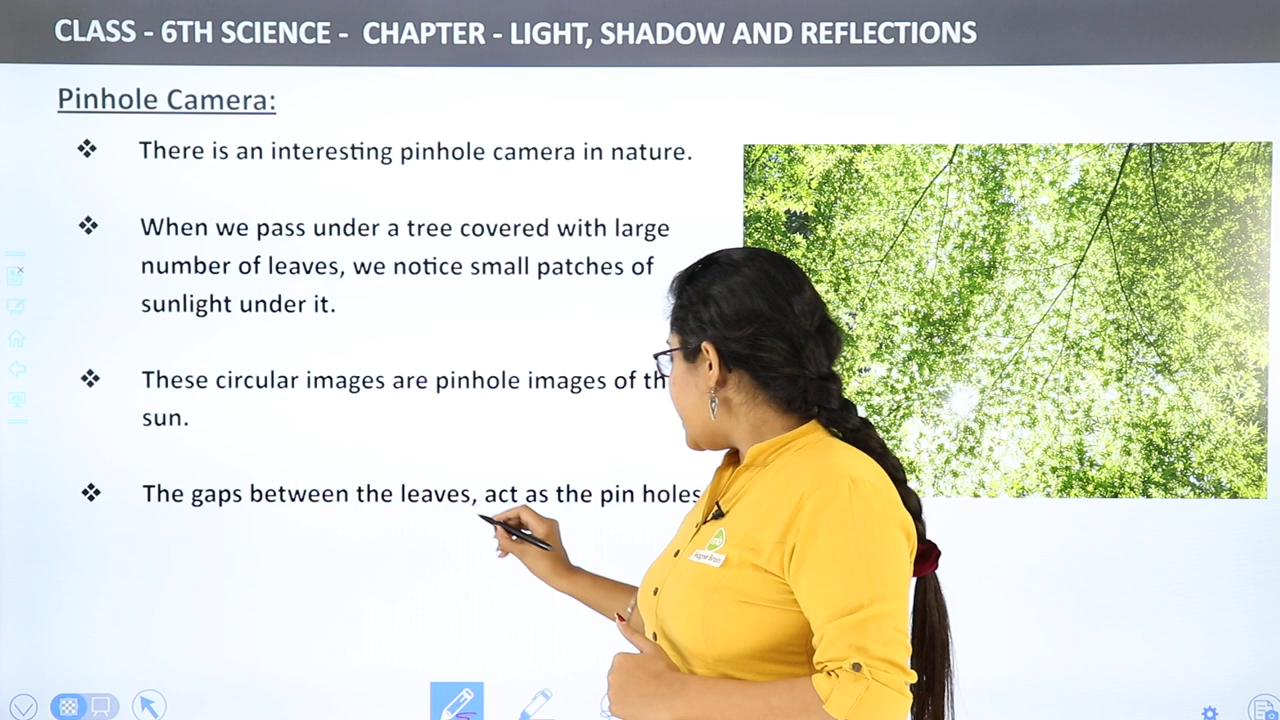 CLASS - 6TH SCIENCE - CHAPTER - LIGHT, SHADOW AND REFLECTIONS
Pinhole Camera:
There is an interesting pinhole camera in nature.
When we pass under a tree covered with large
number of leaves, we notice small patches of
sunlight under it.
These circular images are pinhole images of th
sun.
The gaps between the leaves, act as the pin holes